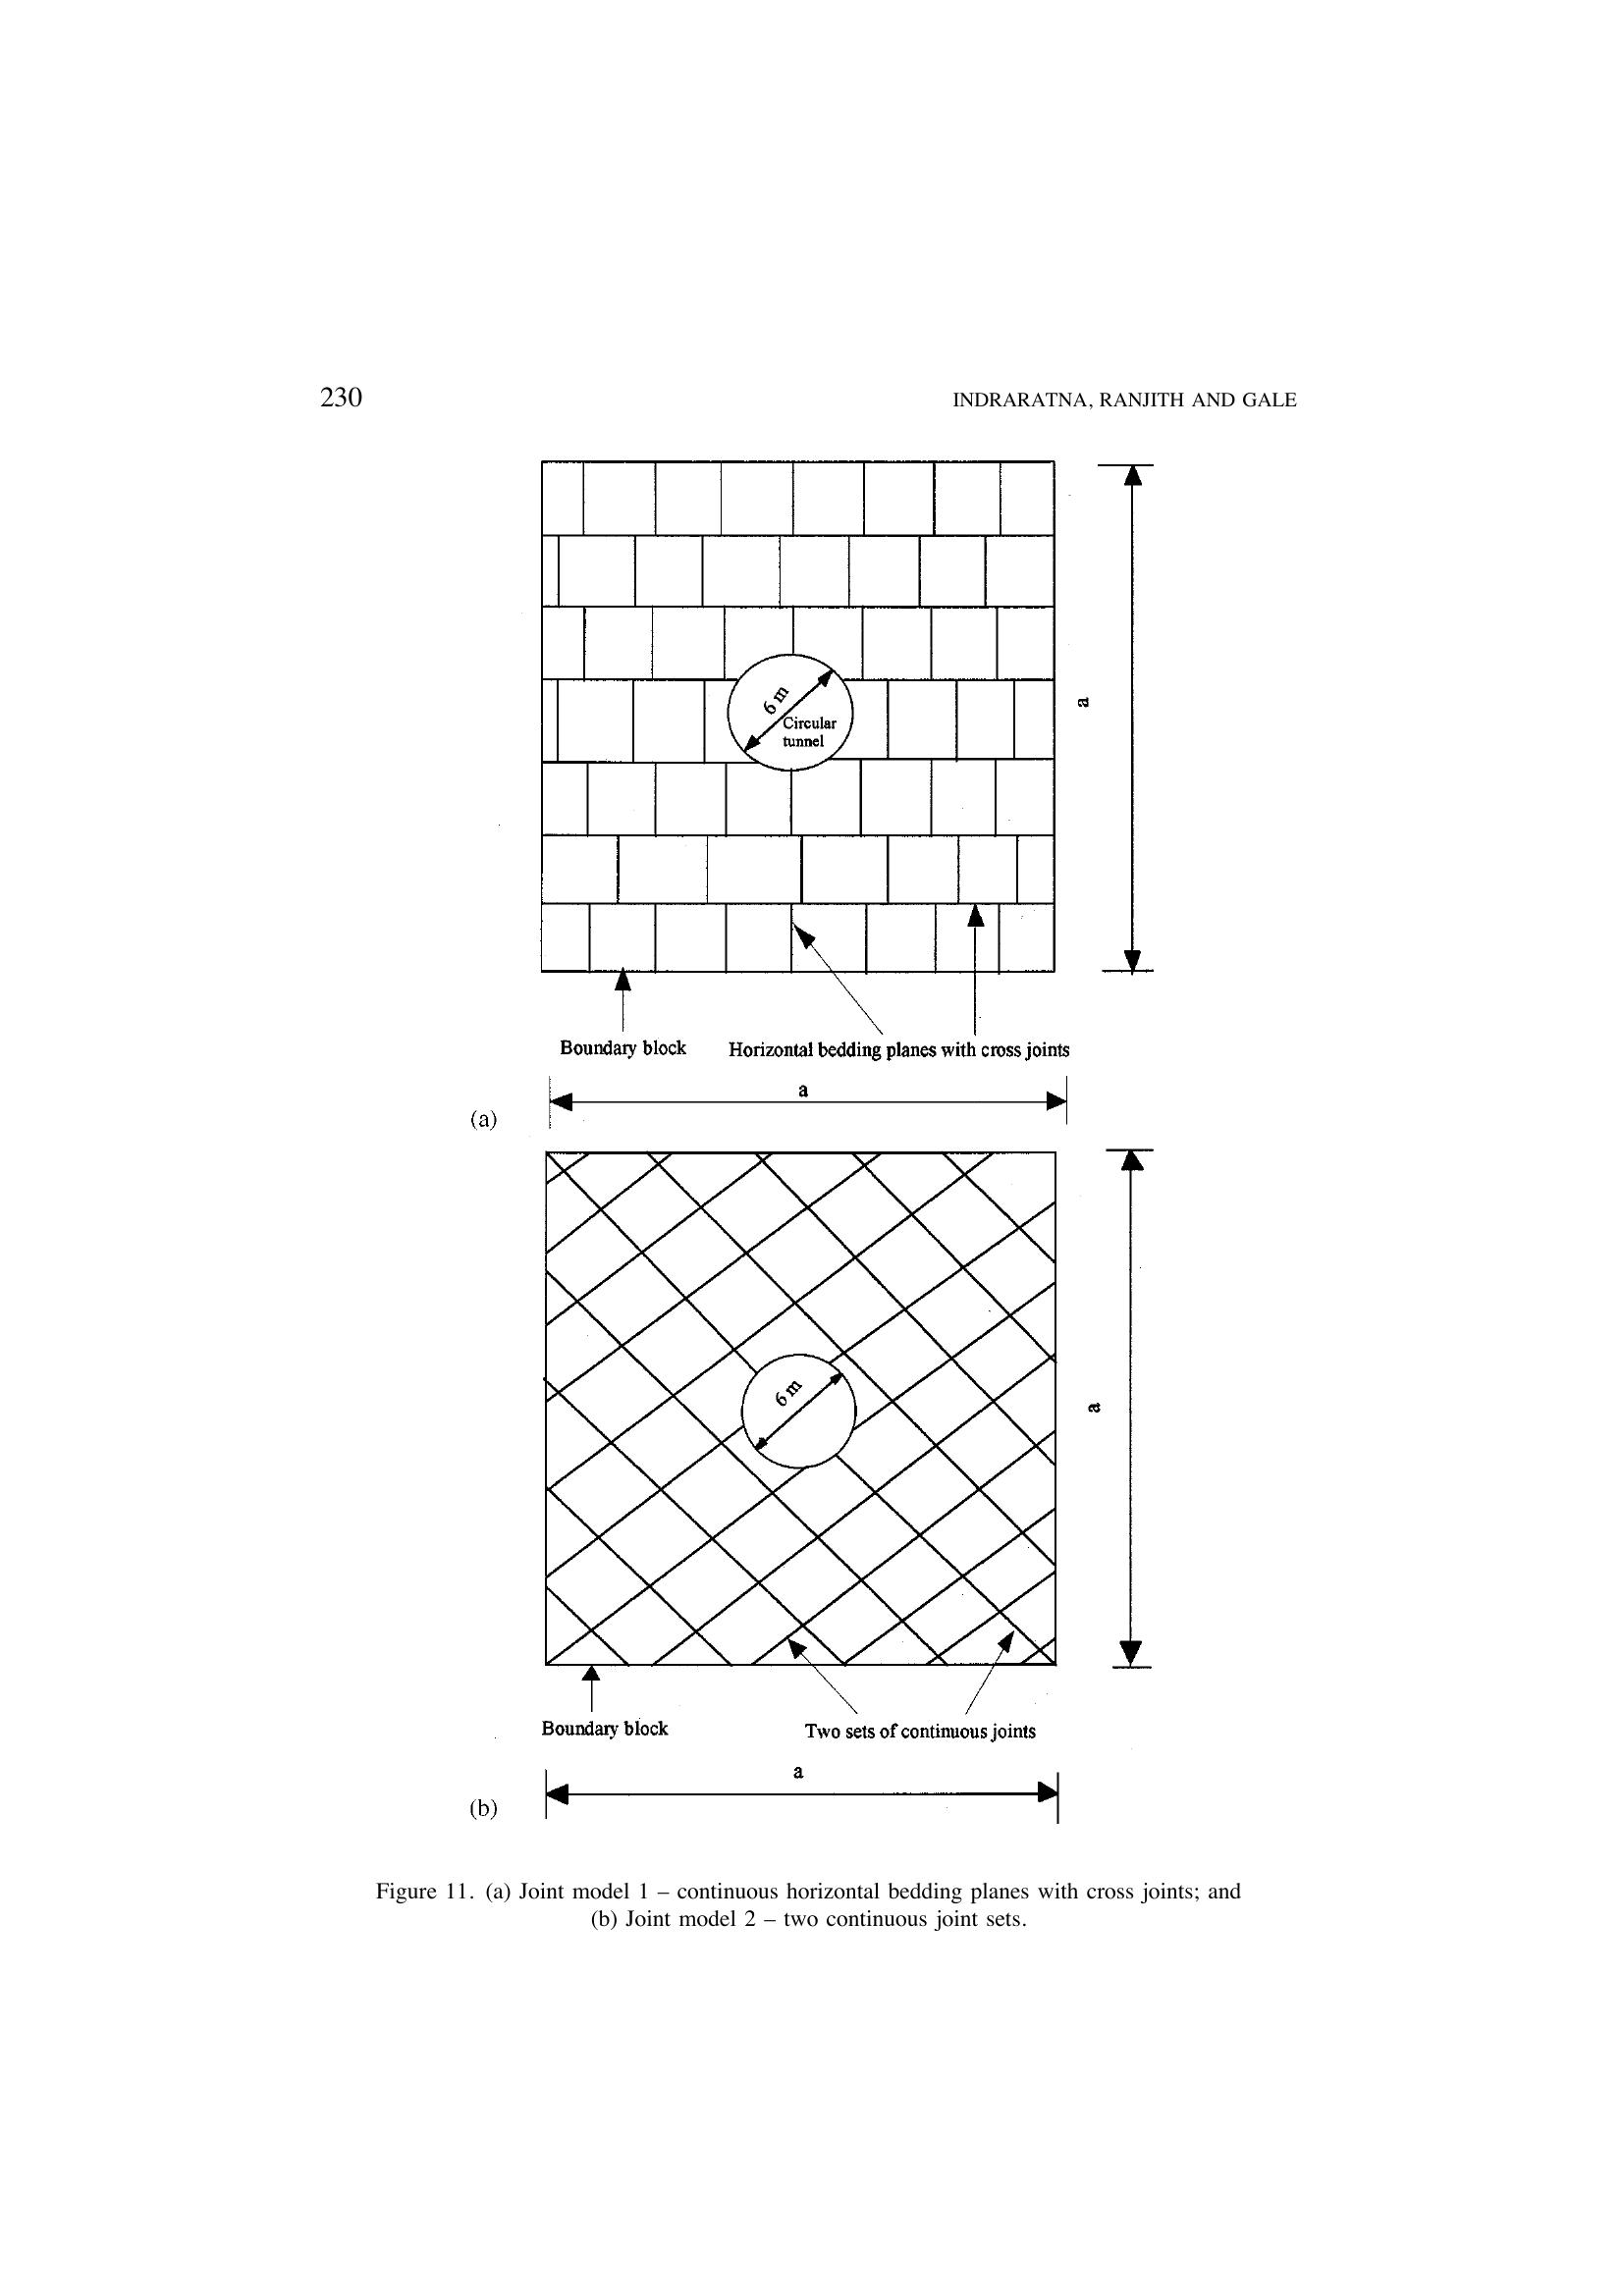 230
INDRARATNA, RANJITH AND GALE
6 m
Circular
tunnel
a
Boundary block
Horizontal bedding planes with cross joints
a
(a)
6 m
a
Boundary block
Two sets of continuous joints
a
(b)
Figure 11. (a) Joint model 1 – continuous horizontal bedding planes with cross joints; and
(b) Joint model 2 – two continuous joint sets.